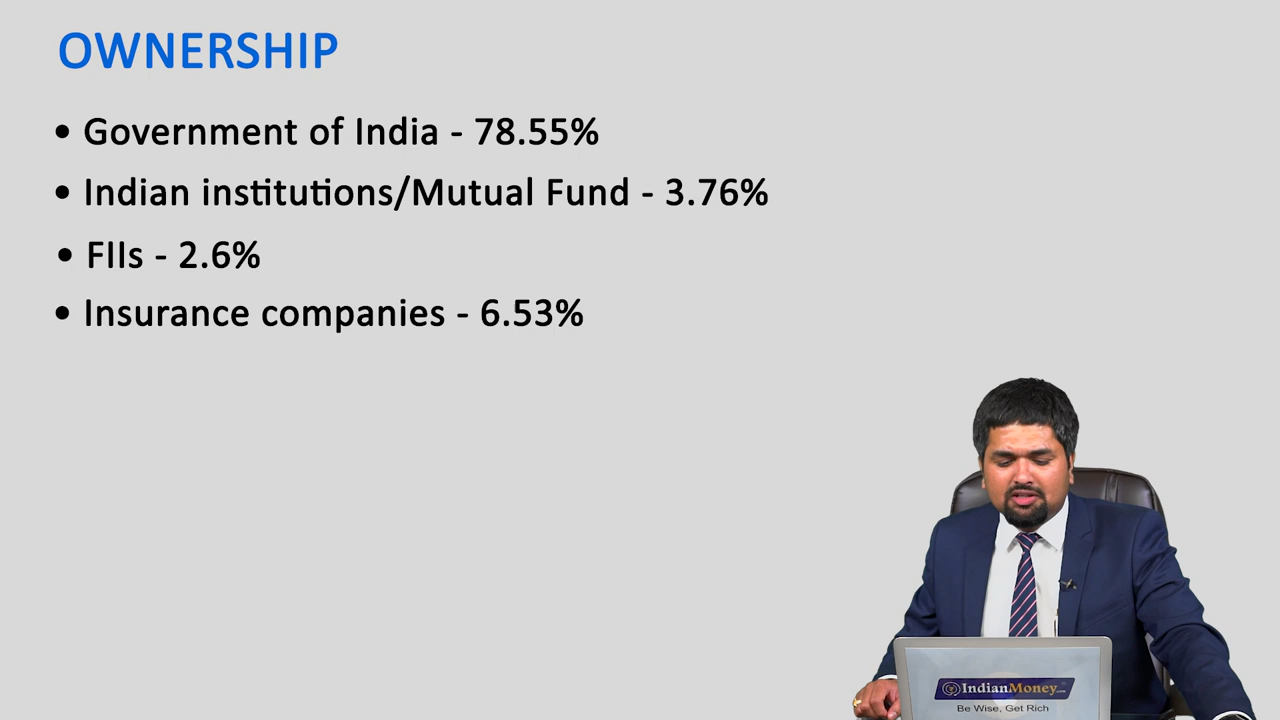 OWNERSHIP
• Government of India - 78.55%
• Indian institutions/Mutual Fund - 3.76%
• FIIs - 2.6%
• Insurance companies - 6.53%
IndianMoney.com
Be Wise, Get Rich